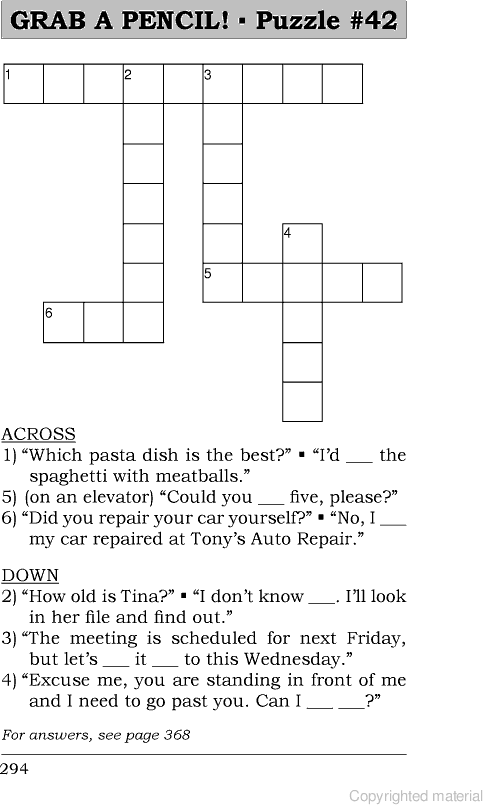 GRAB A PENCIL! ▪ Puzzle #42
1 2 3
4
5
6
ACROSS
1) “Which pasta dish is the best?” ▪ “I’d ___ the
spaghetti with meatballs.”
5) (on an elevator) “Could you ___ five, please?”
6) “Did you repair your car yourself?” ▪ “No, I ___
my car repaired at Tony’s Auto Repair.”
DOWN
2) “How old is Tina?” ▪ “I don’t know ___. I’ll look
in her file and find out.”
3) “The meeting is scheduled for next Friday,
but let’s ___ it ___ to this Wednesday.”
4) “Excuse me, you are standing in front of me
and I need to go past you. Can I ___ ___?”
For answers, see page 368
294
Copyrighted material